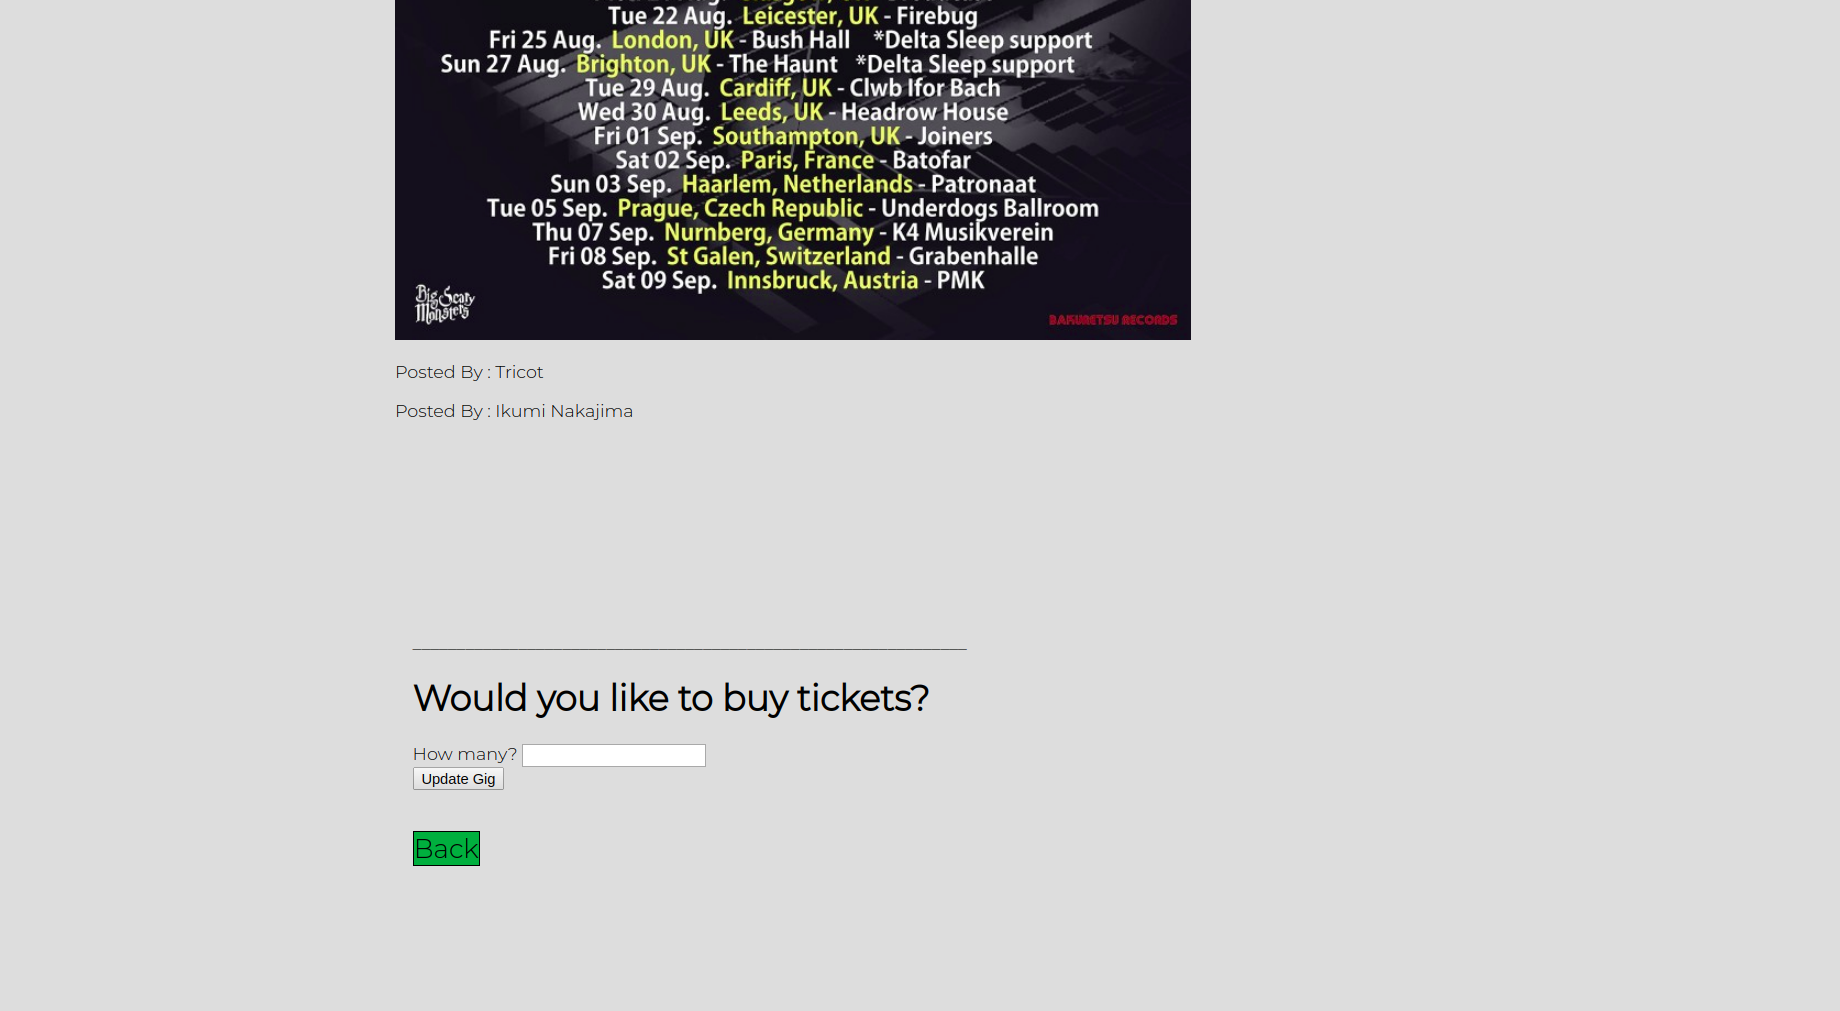 Tue 22 Aug. Leicester, UK - Firebug
Fri 25 Aug. London, UK - Bush Hall *Delta Sleep support
Sun 27 Aug. Brighton, UK - The Haunt *Delta Sleep support
Tue 29 Aug. Cardiff, UK - Clwb Ifor Bach
Wed 30 Aug. Leeds, UK - Headrow House
Fri 01 Sep. Southampton, UK - Joiners
Sat 02 Sep. Paris, France - Batofar
Sun 03 Sep. Haarlem, Netherlands - Patronaat
Tue 05 Sep. Prague, Czech Republic - Underdogs Ballroom
Thu 07 Sep. Nurnberg, Germany - K4 Musikverein
Fri 08 Sep. St Galen, Switzerland - Grabenhalle
Sat 09 Sep. Innsbruck, Austria - PMK
Big Scary Monsters
BAKURETSU RECORDS
Posted By : Tricot
Posted By : Ikumi Nakajima
Would you like to buy tickets?
How many?
Update Gig
Back